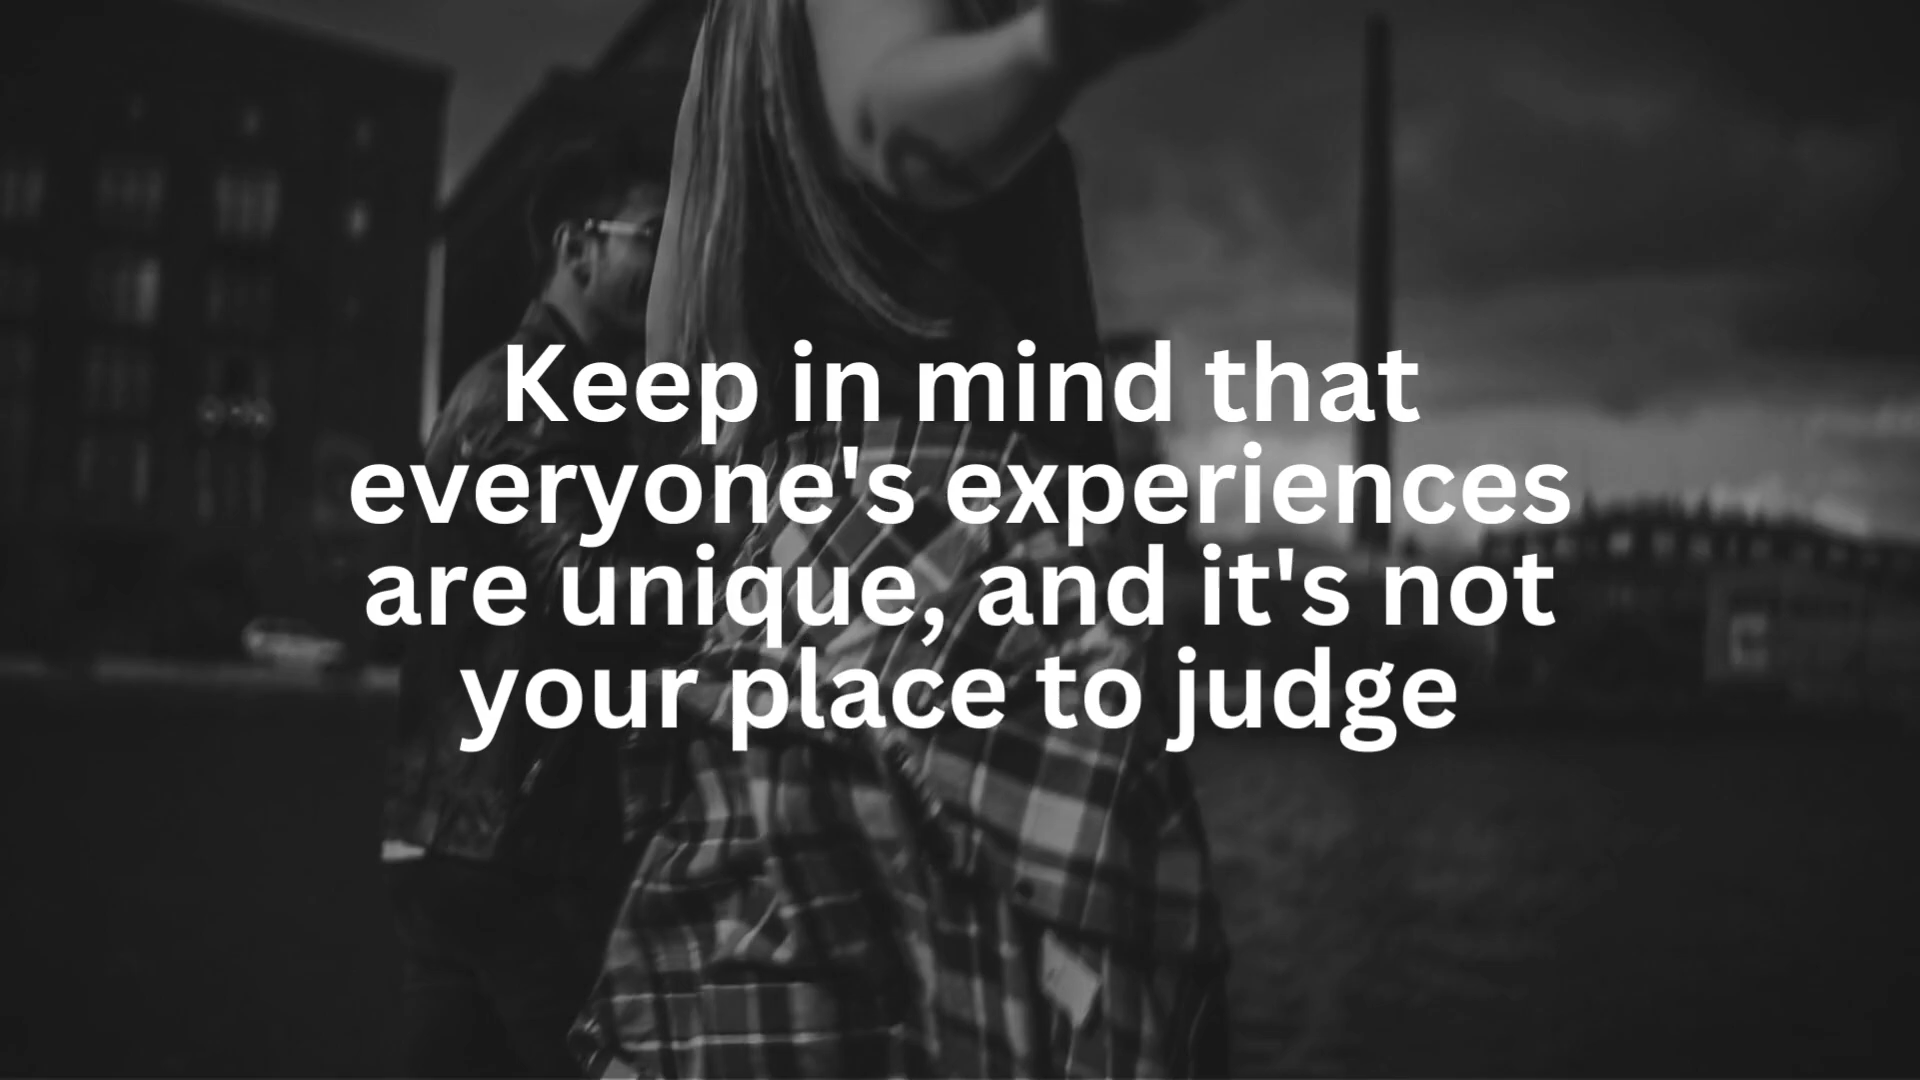 Keep in mind that
everyone's experiences
are unique, and it's not
your place to judge